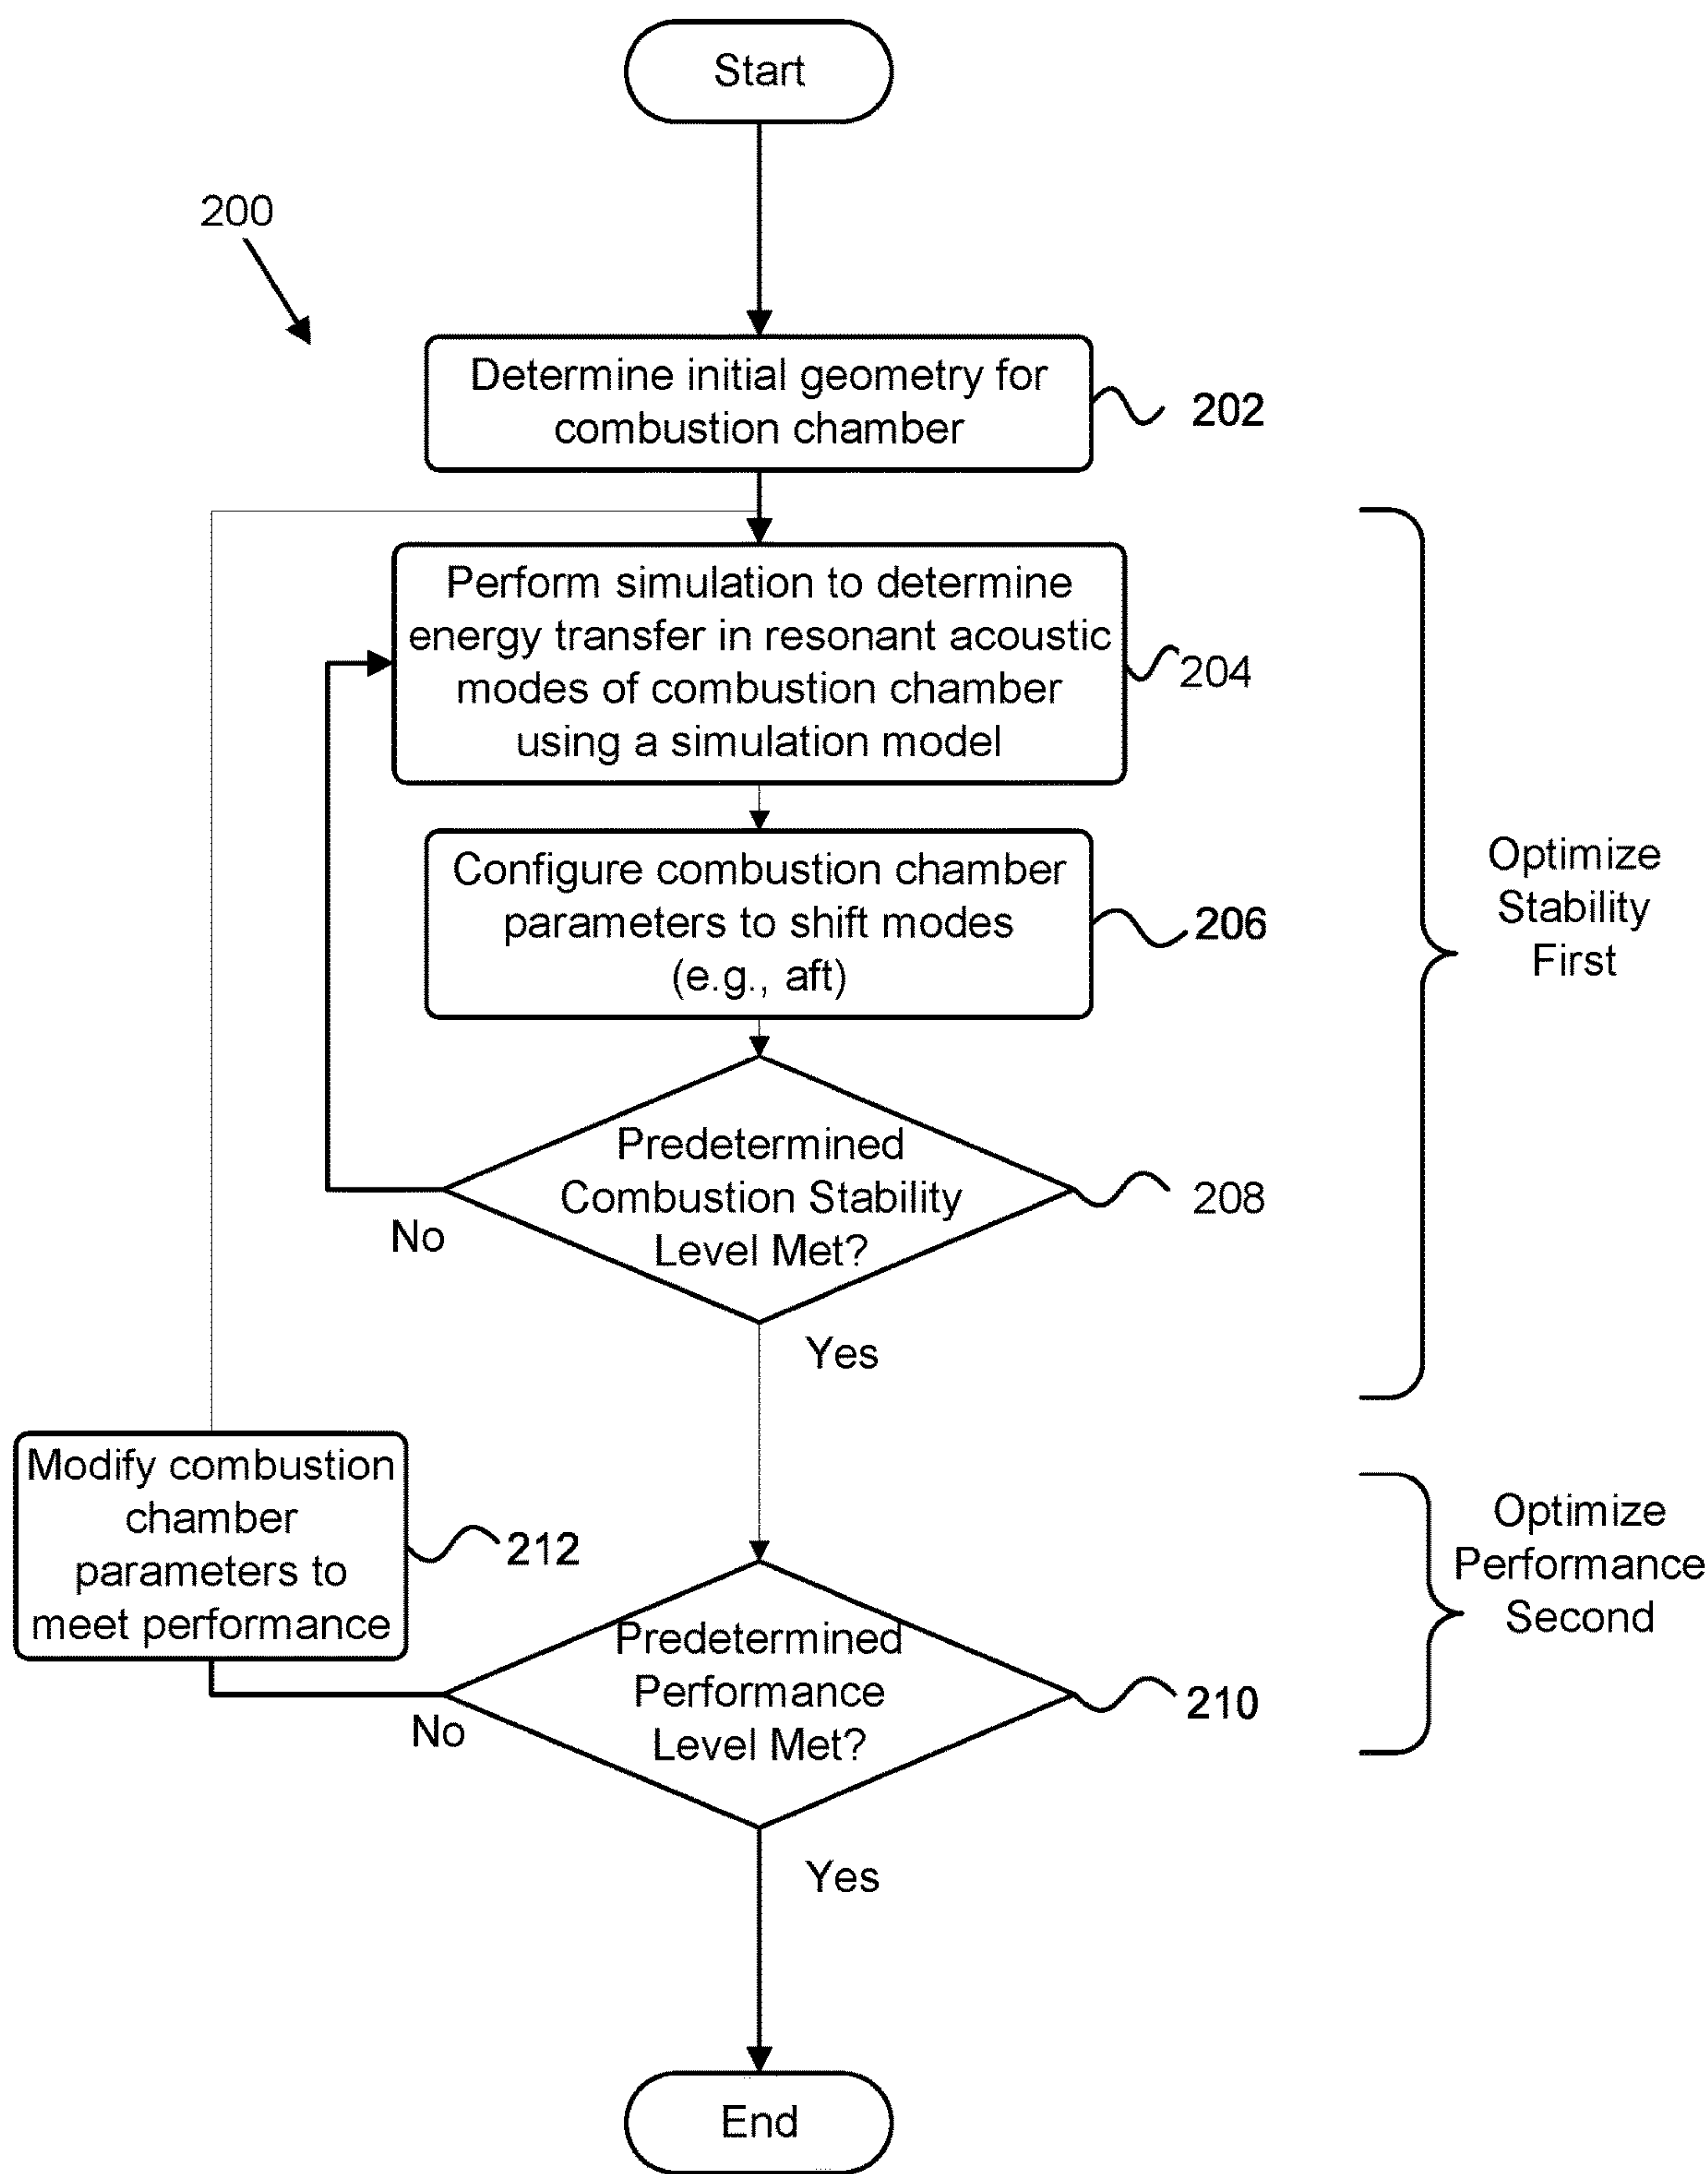 Start
200
Determine initial geometry for
combustion chamber
202
Perform simulation to determine
energy transfer in resonant acoustic
modes of combustion chamber
using a simulation model
204
Configure combustion chamber
parameters to shift modes
(e.g., aft)
206
Optimize
Stability
First
Predetermined
Combustion Stability
Level Met?
208
No
Yes
Modify combustion
chamber
parameters to
meet performance
212
Optimize
Performance
Second
Predetermined
Performance
Level Met?
210
No
Yes
End